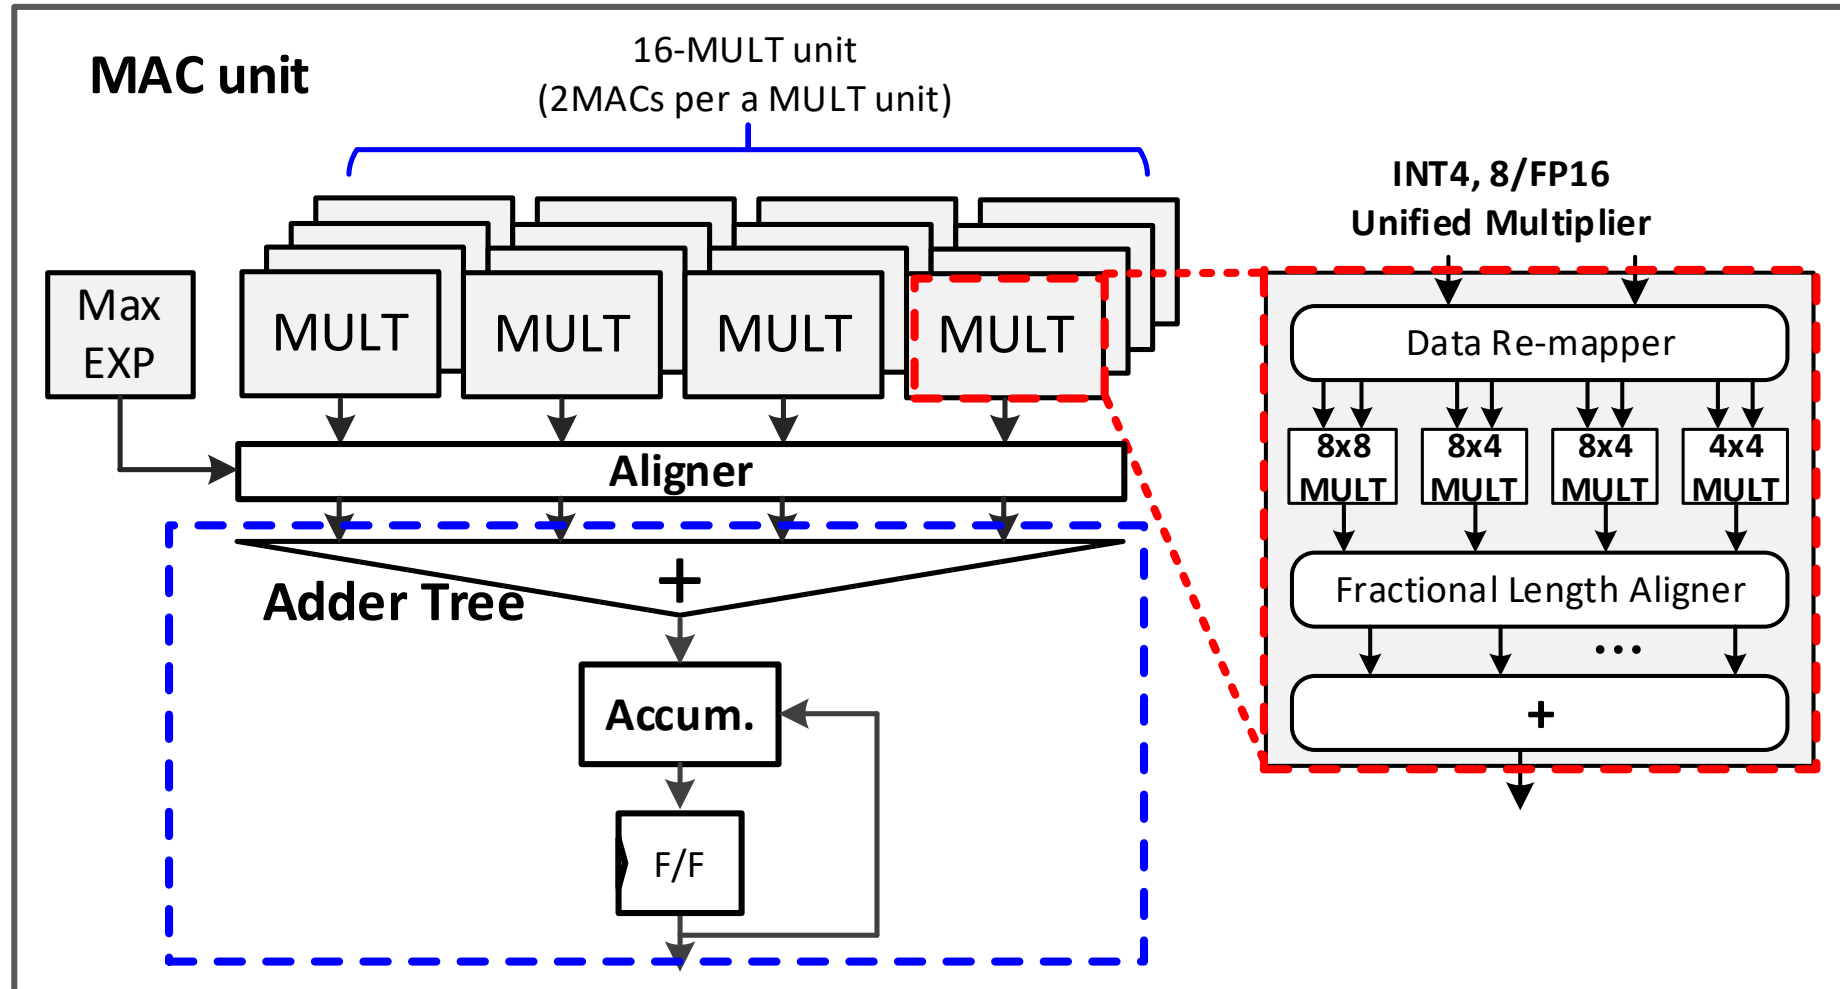 MAC unit
16-MULT unit
(2MACs per a MULT unit)
INT4, 8/FP16
Unified Multiplier
Max
EXP
MULT
MULT
MULT
MULT
Data Re-mapper
8x8
MULT
8x4
MULT
8x4
MULT
4x4
MULT
Aligner
Fractional Length Aligner
...
+
+
Adder Tree
Accum.
F/F